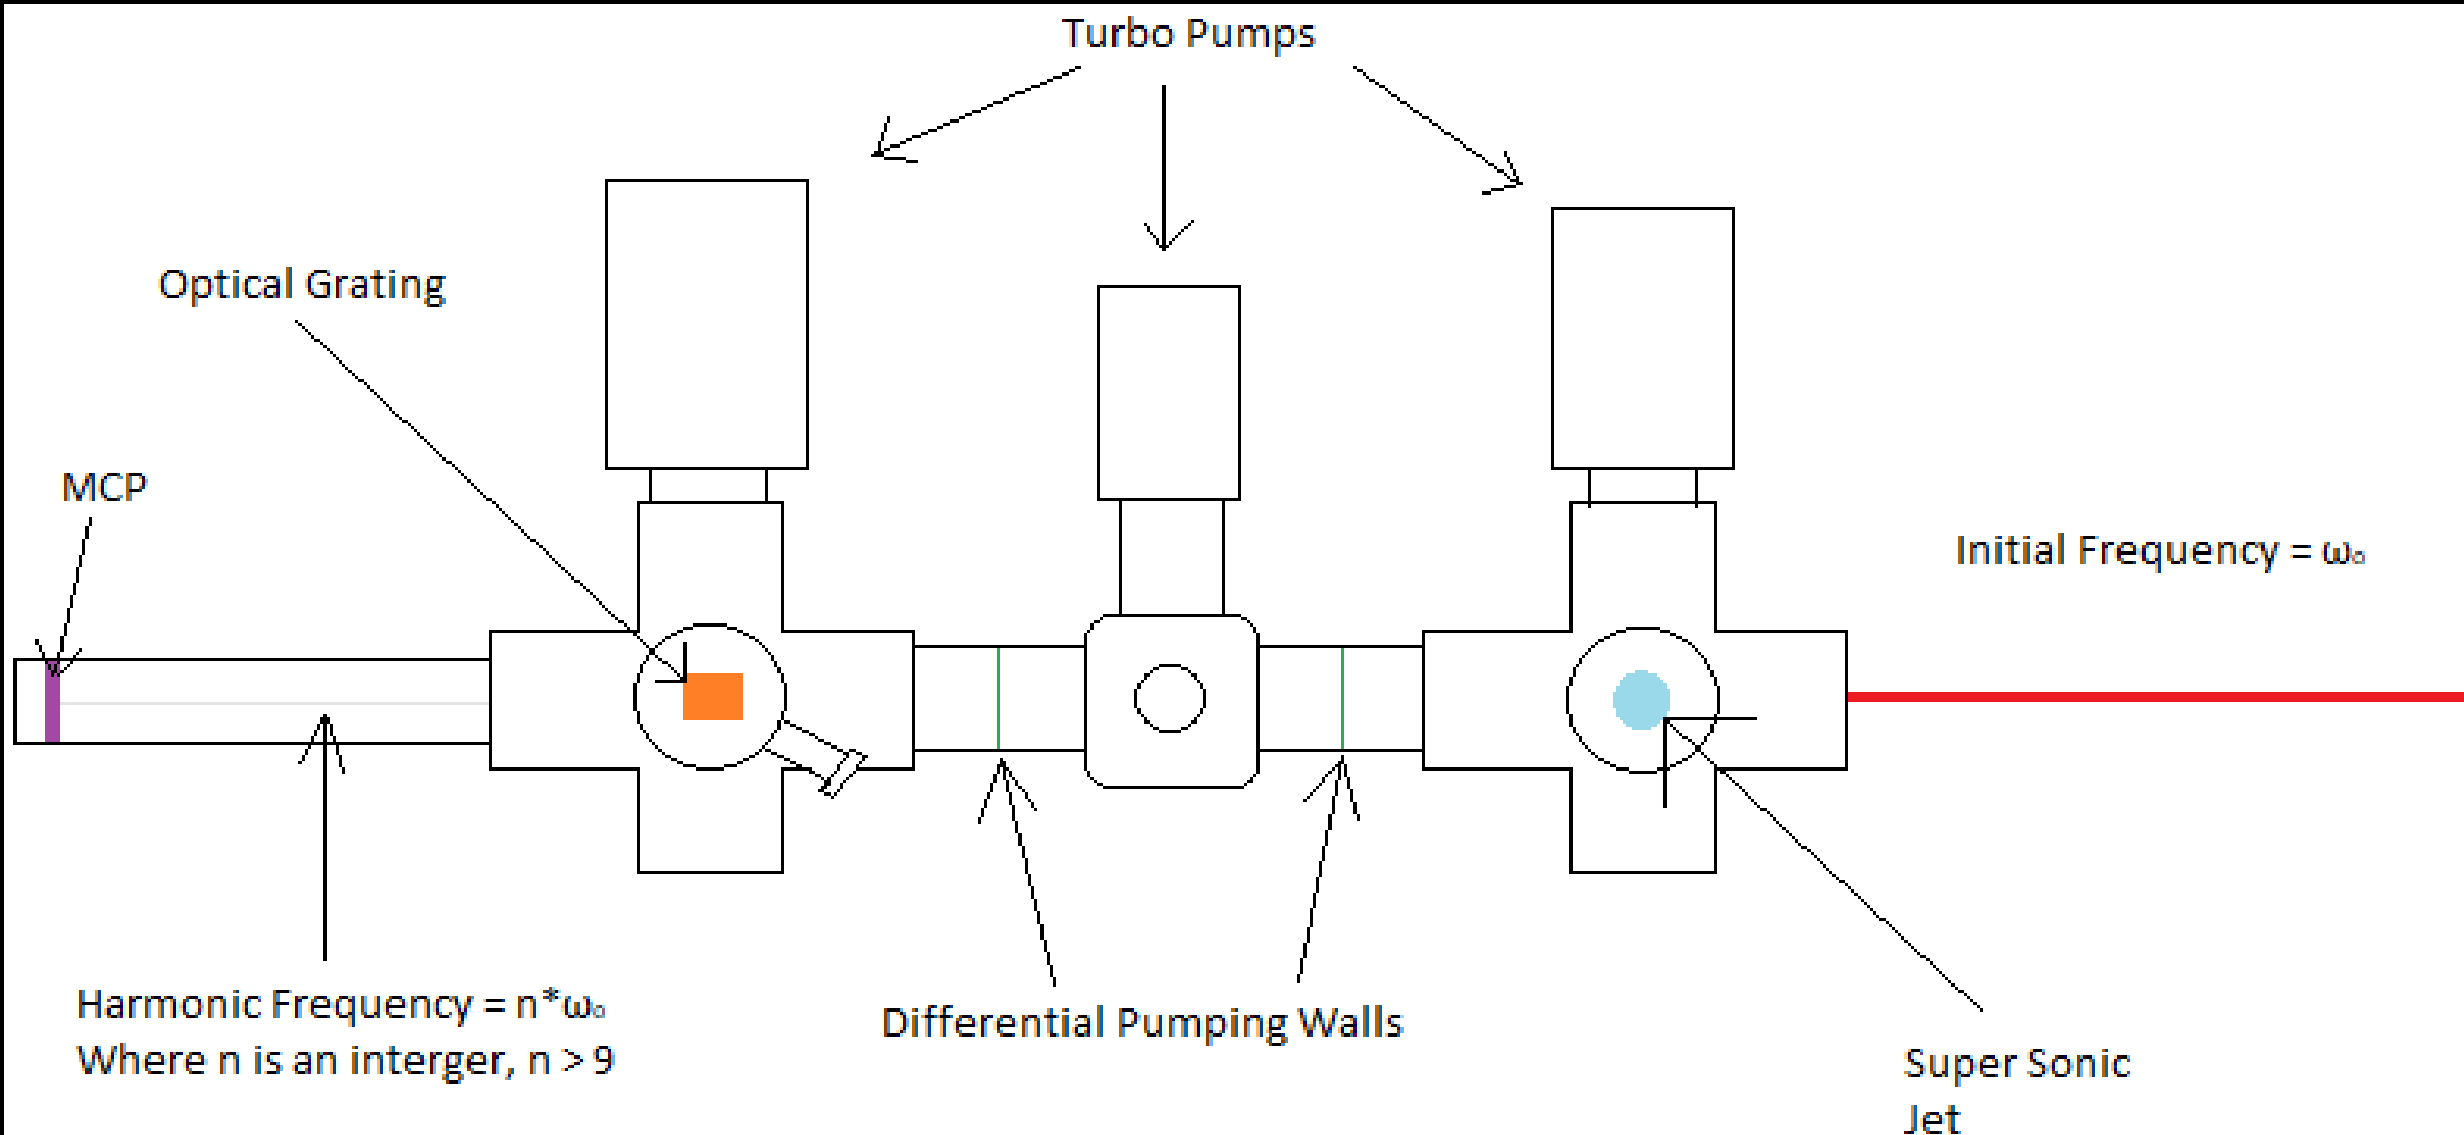 Turbo Pumps
Optical Grating
MCP
Initial Frequency = ω₀
Harmonic Frequency = n*ω₀
Where n is an interger, n > 9
Differential Pumping Walls
Super Sonic
Jet